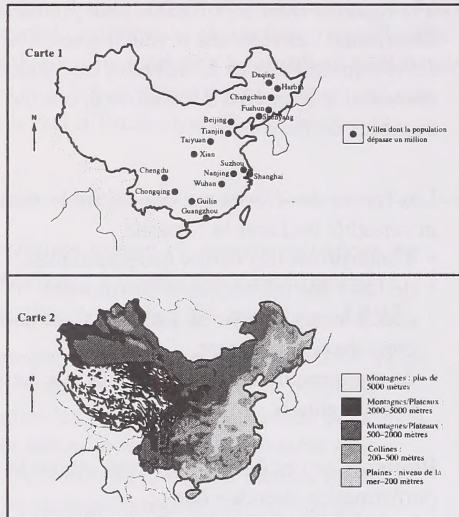 Carte 1
Daqing
Harbin
Changchun
Fushun
Shenyang
Beijing
Tianjin
Taiyuan
Xian
Suzhou
Nanjing
Shanghai
Chengdu
Wuhan
Chongqing
Guilin
Guangzhou
N
Villes dont la population
dépasse un million
Carte 2
N
Montagnes : plus de
5000 mètres
Montagnes/Plateaux :
2000–5000 mètres
Montagnes/Plateaux :
500–2000 mètres
Collines :
200–500 mètres
Plaines : niveau de la
mer–200 mètres